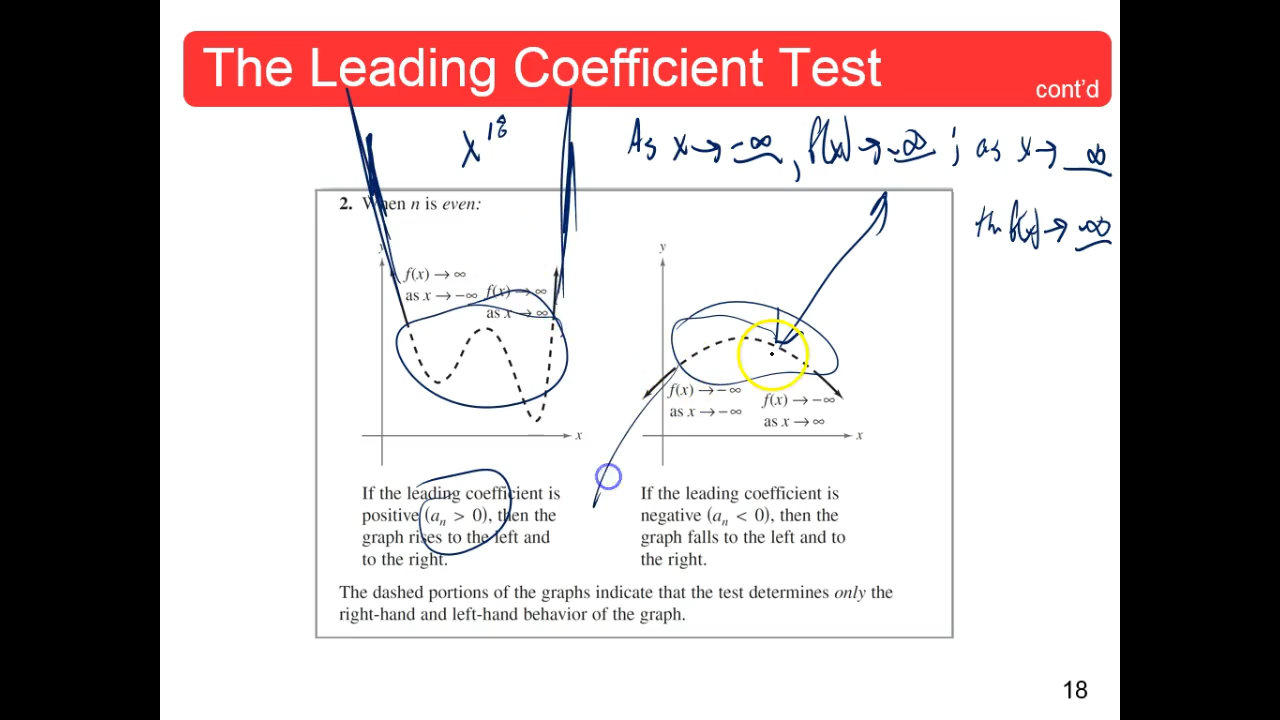 The Leading Coefficient Test
cont'd
x^18
As x → -∞, f(x) → -∞ ; as x → ∞
the f(x) → ∞
2. When n is even:
y
f(x) → ∞
as x → -∞
f(x) → ∞
as x → ∞
x
y
f(x) → -∞
as x → -∞
f(x) → -∞
as x → ∞
x
If the leading coefficient is
positive (aₙ > 0), then the
graph rises to the left and
to the right.
If the leading coefficient is
negative (aₙ < 0), then the
graph falls to the left and to
the right.
The dashed portions of the graphs indicate that the test determines only the
right-hand and left-hand behavior of the graph.
18